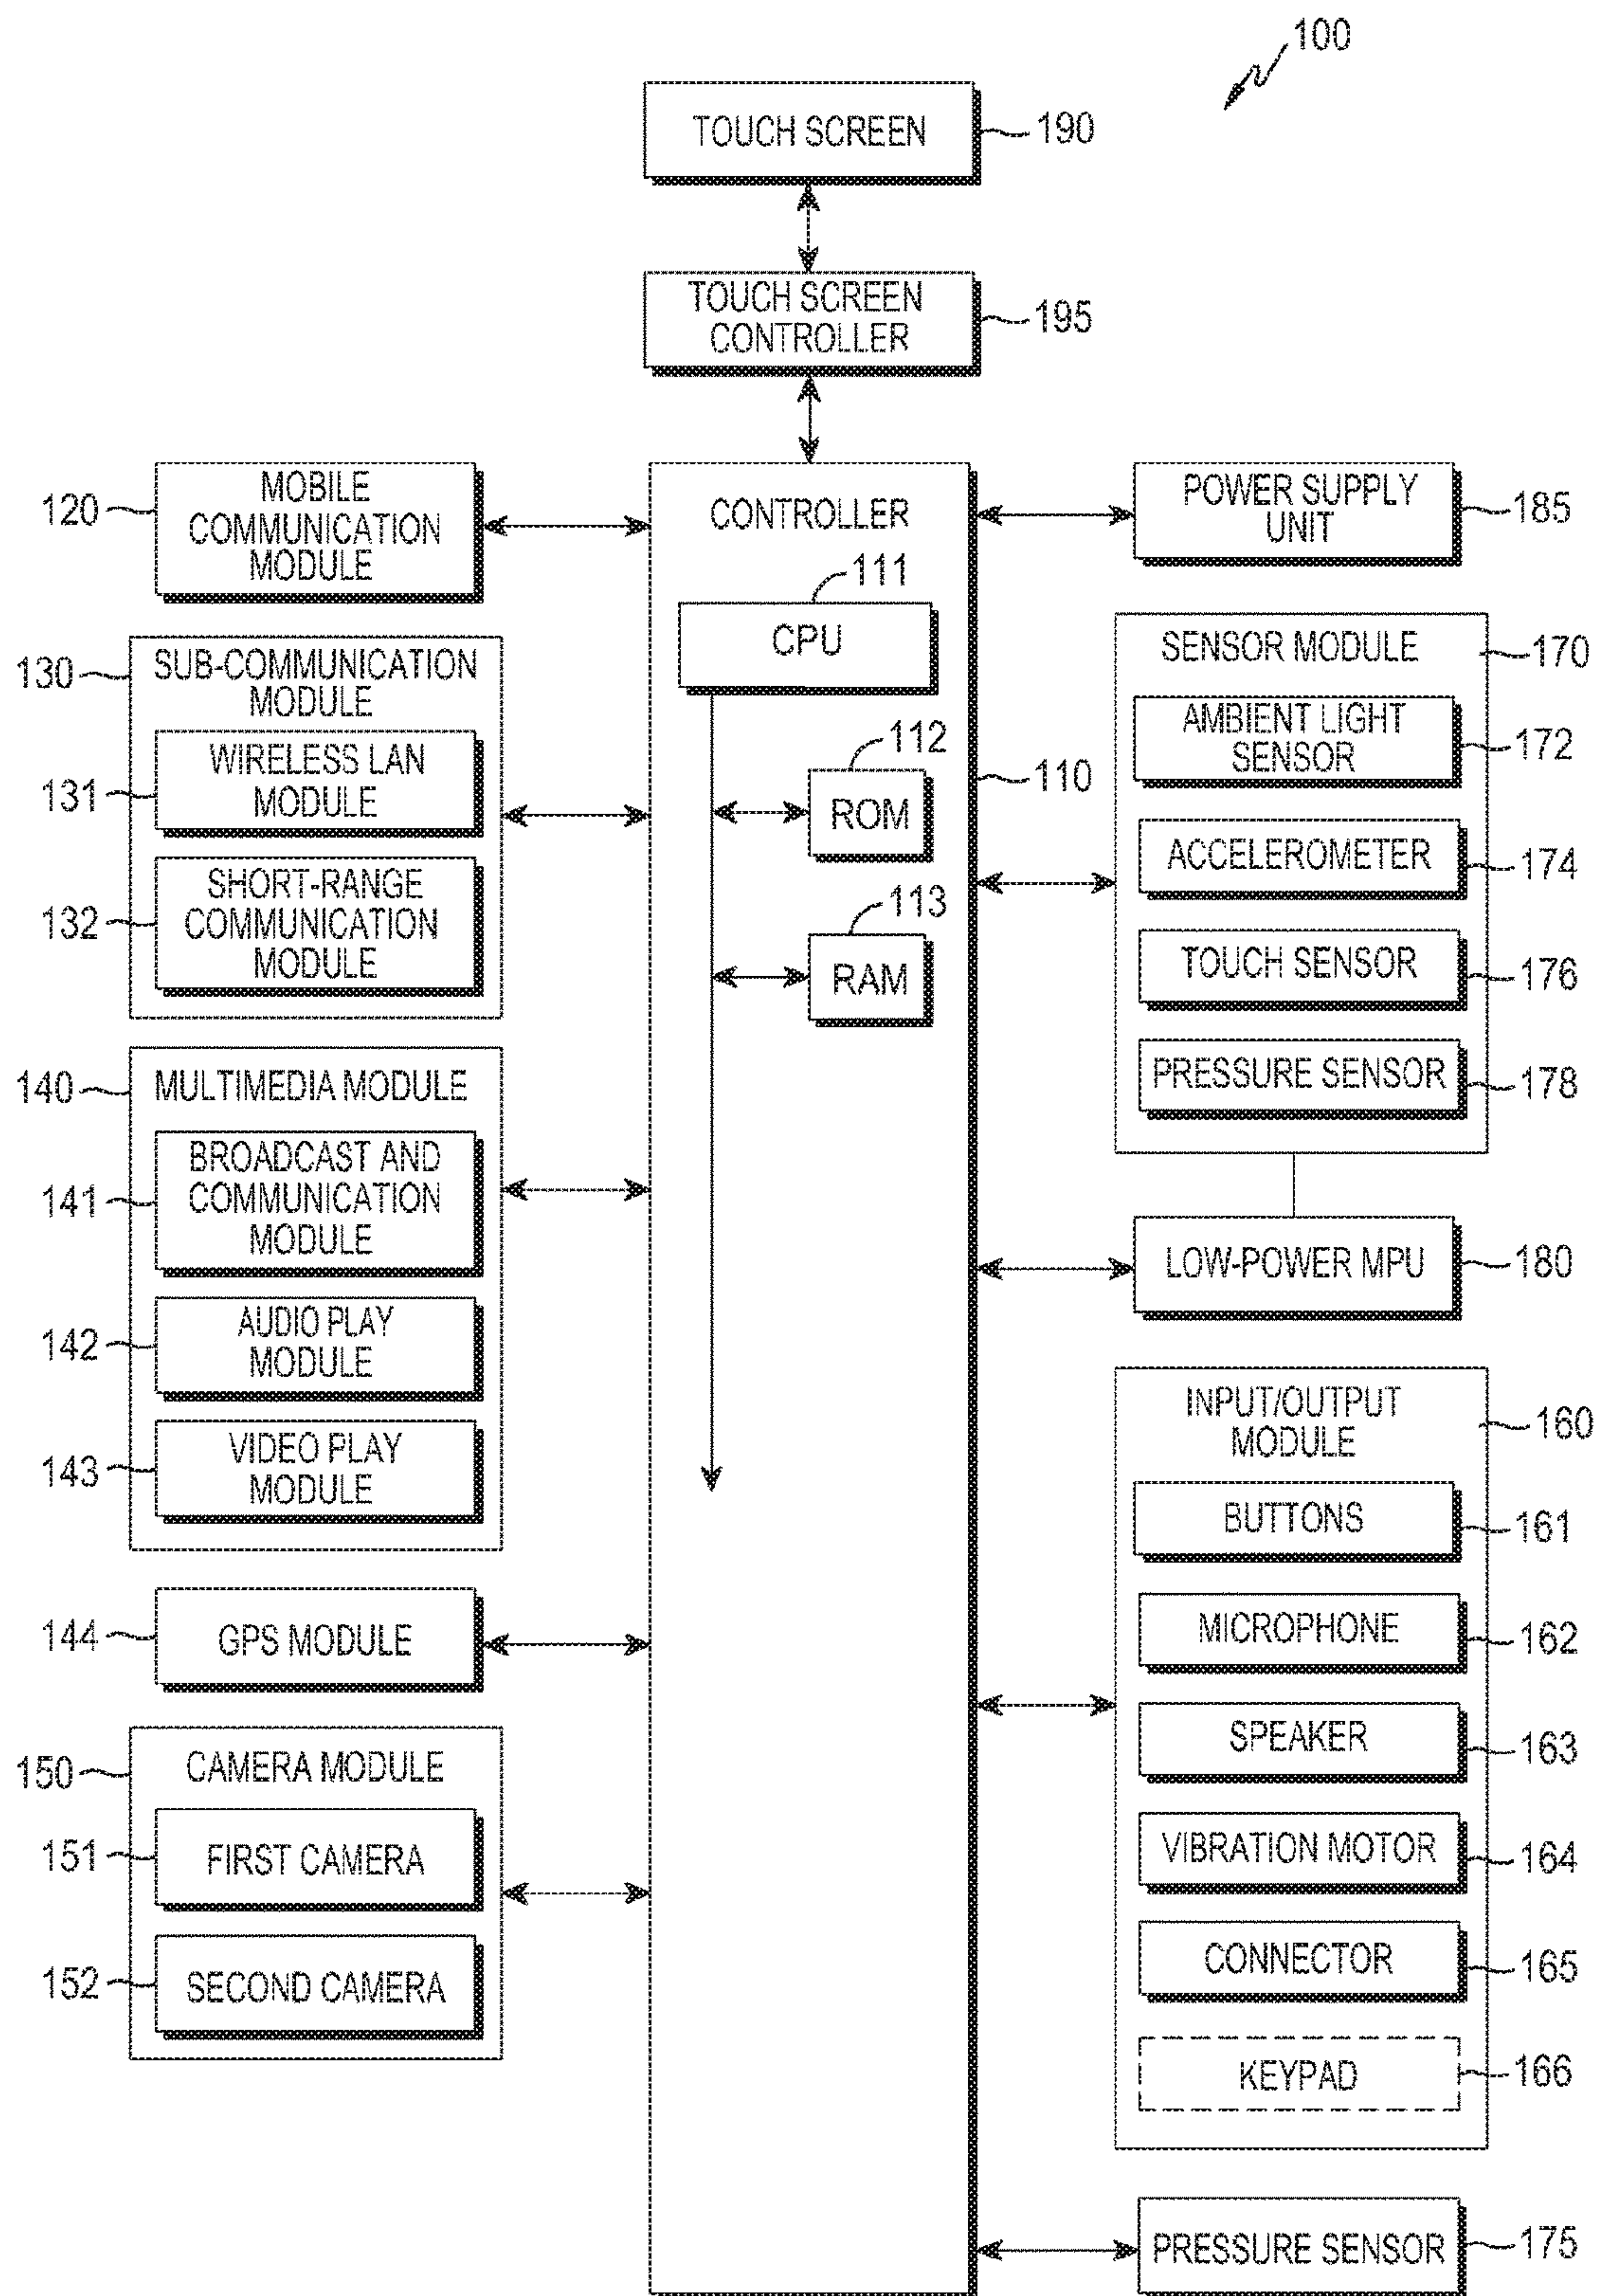 100
TOUCH SCREEN
190
TOUCH SCREEN
CONTROLLER
195
120
MOBILE
COMMUNICATION
MODULE
130
SUB-COMMUNICATION
MODULE
131
WIRELESS LAN
MODULE
132
SHORT-RANGE
COMMUNICATION
MODULE
140
MULTIMEDIA MODULE
141
BROADCAST AND
COMMUNICATION
MODULE
142
AUDIO PLAY
MODULE
143
VIDEO PLAY
MODULE
144
GPS MODULE
150
CAMERA MODULE
151
FIRST CAMERA
152
SECOND CAMERA
CONTROLLER
111
CPU
112
ROM
110
113
RAM
POWER SUPPLY
UNIT
185
SENSOR MODULE
170
AMBIENT LIGHT
SENSOR
172
ACCELEROMETER
174
TOUCH SENSOR
176
PRESSURE SENSOR
178
LOW-POWER MPU
180
INPUT/OUTPUT
MODULE
160
BUTTONS
161
MICROPHONE
162
SPEAKER
163
VIBRATION MOTOR
164
CONNECTOR
165
KEYPAD
166
PRESSURE SENSOR
175